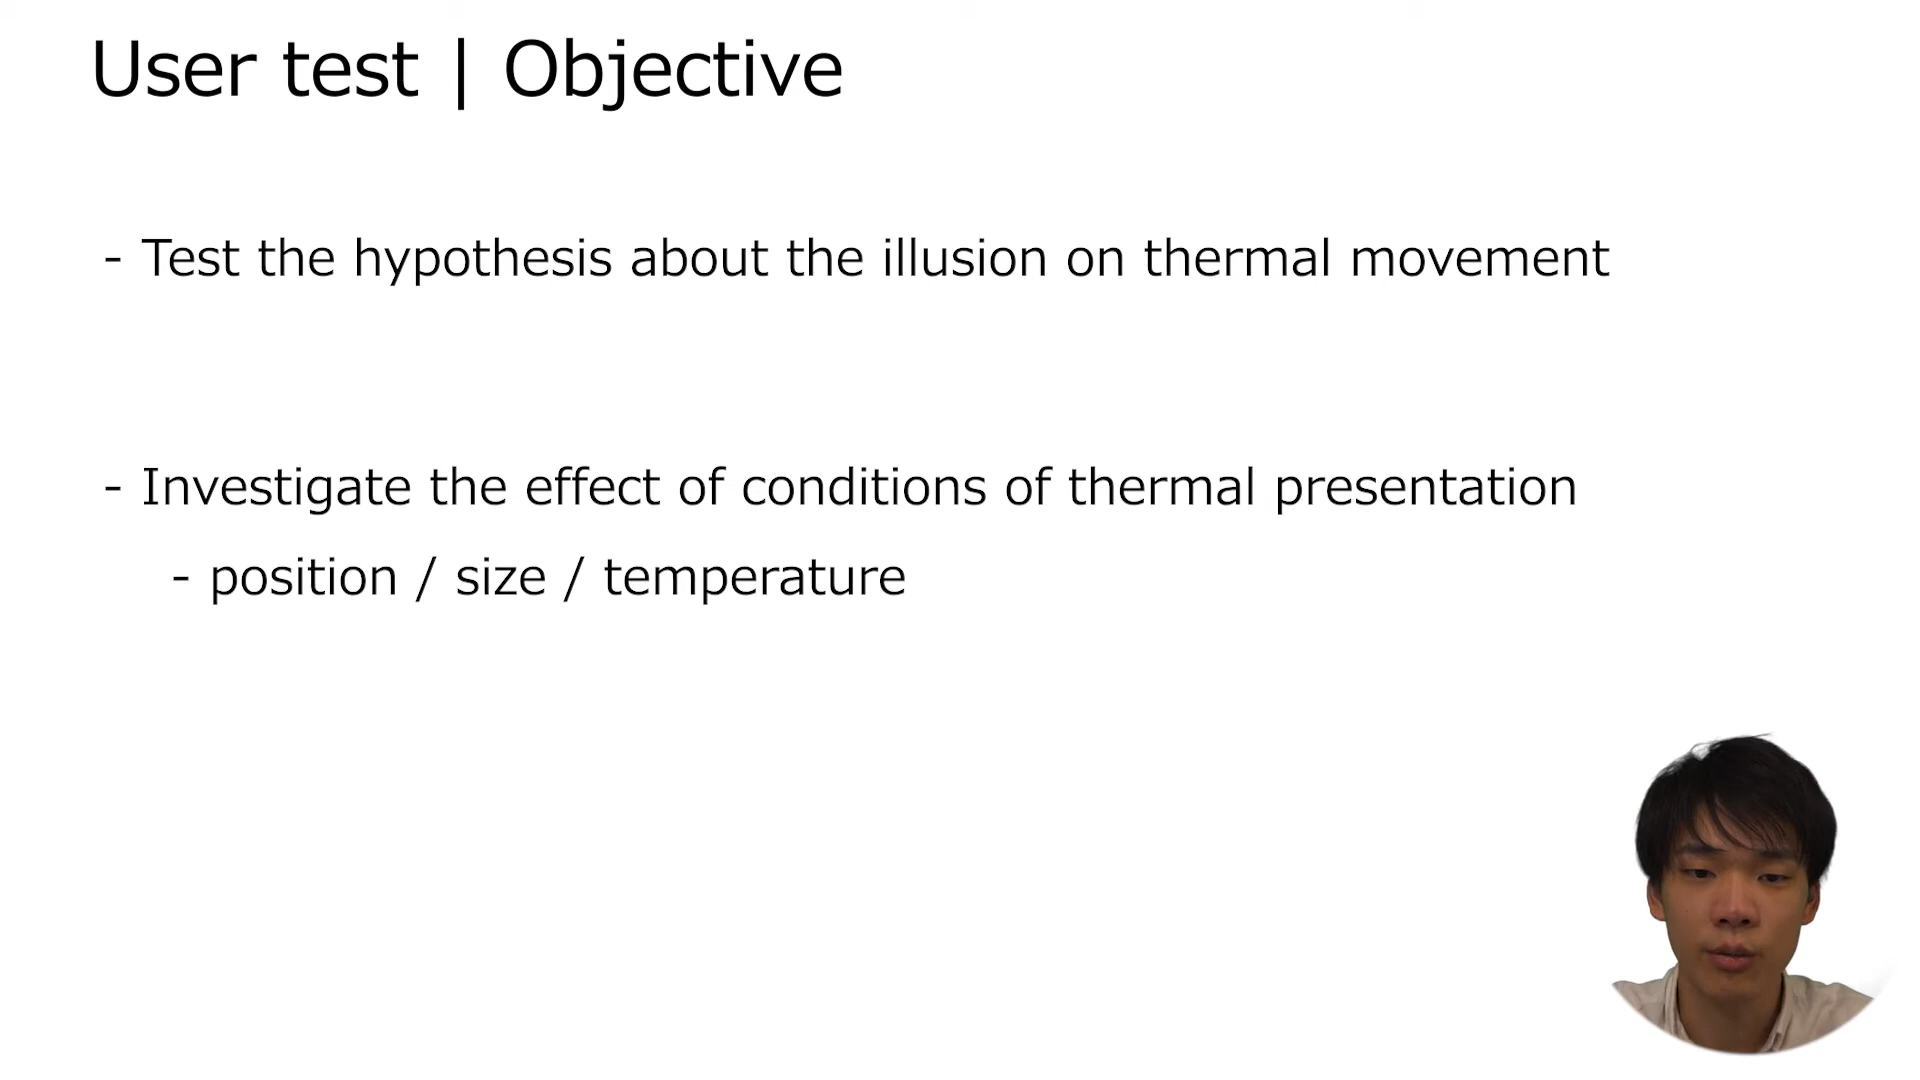 User test | Objective
- Test the hypothesis about the illusion on thermal movement
- Investigate the effect of conditions of thermal presentation
- position / size / temperature